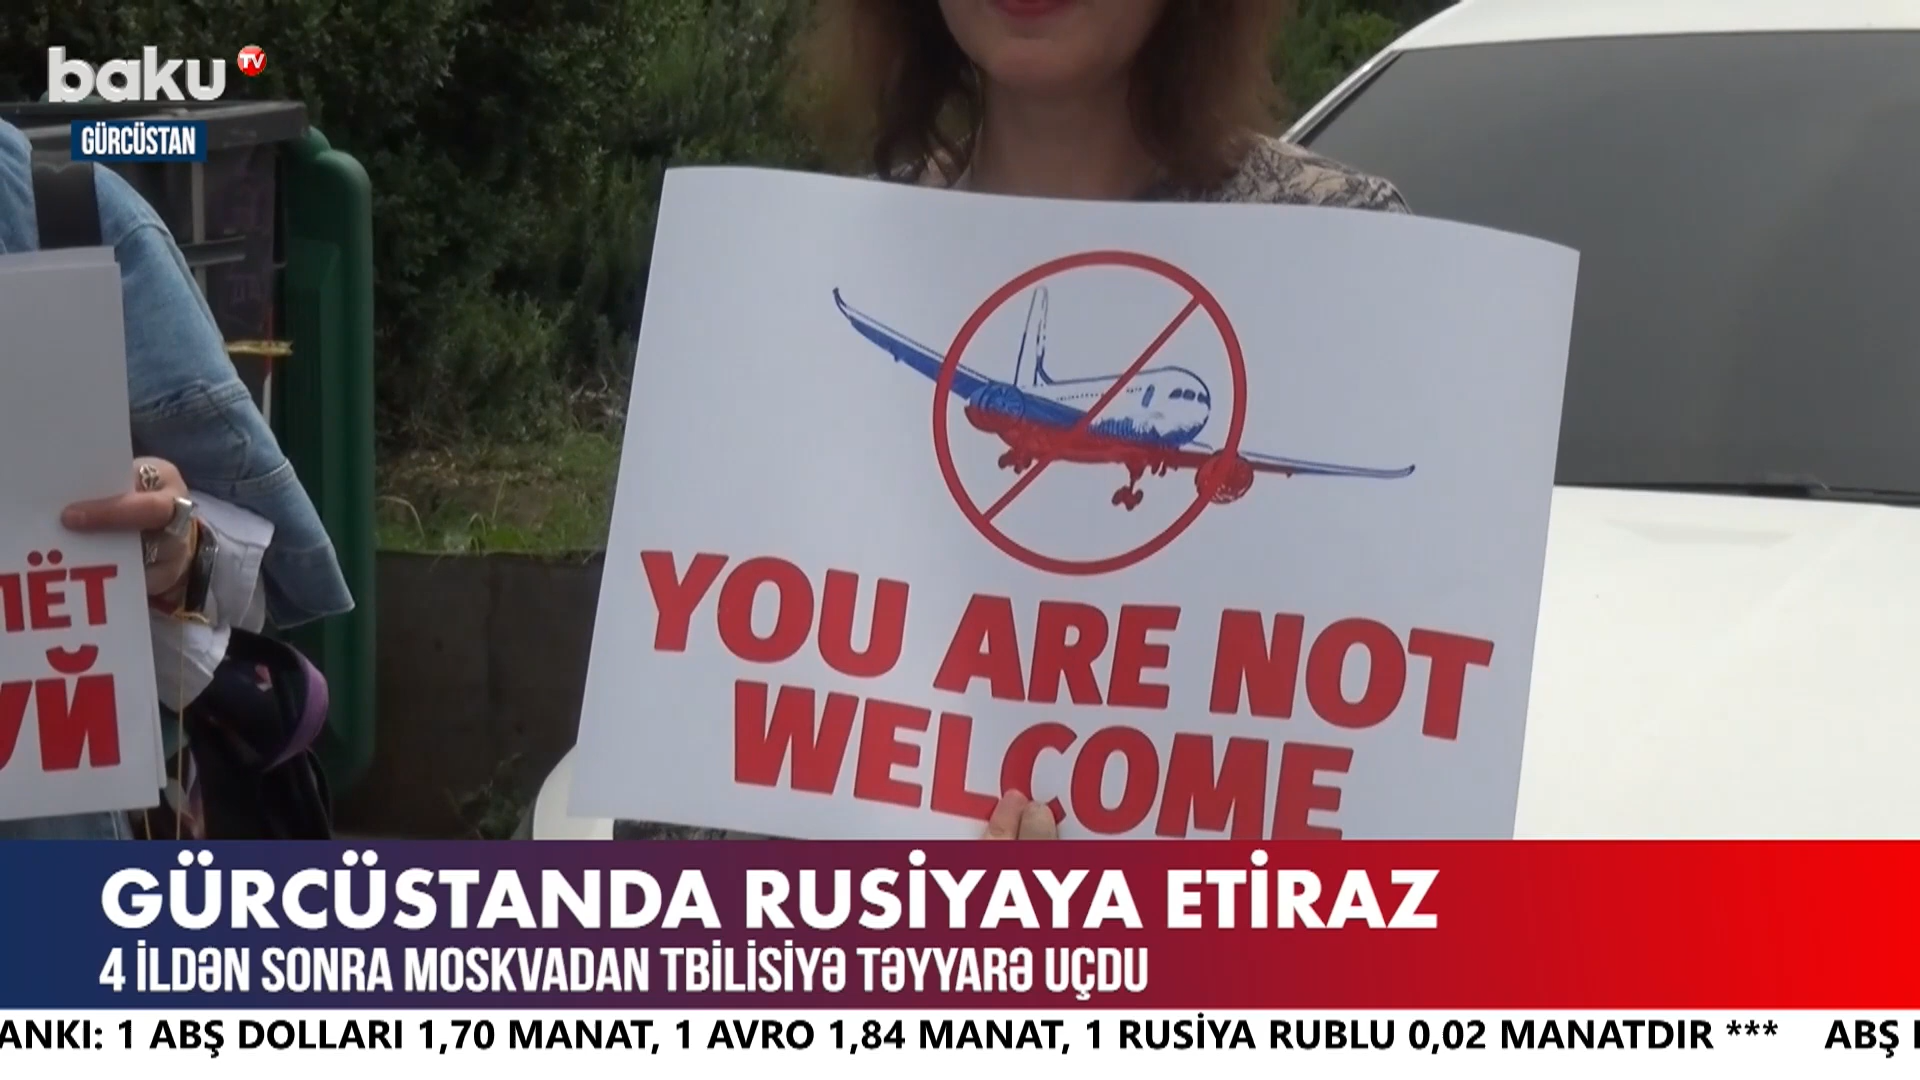 baku TV
GÜRCÜSTAN
YOU ARE NOT
WELCOME
GÜRCÜSTANDA RUSİYAYA ETİRAZ
4 İLDƏN SONRA MOSKVADAN TBİLİSİYƏ TƏYYARƏ UÇDU
ANKI: 1 ABŞ DOLLARI 1,70 MANAT, 1 AVRO 1,84 MANAT, 1 RUSİYA RUBLU 0,02 MANATDIR *** ABŞ